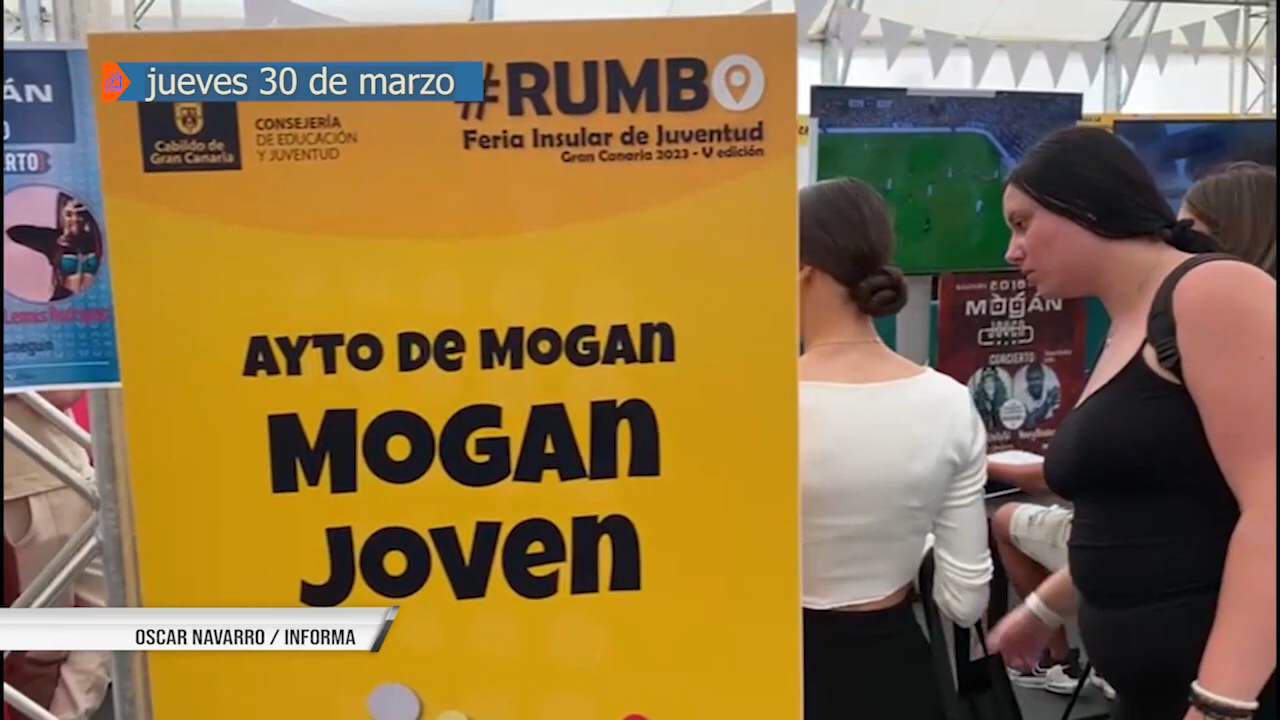 jueves 30 de marzo
#RUMBO
Feria Insular de Juventud
Gran Canaria 2023 - V edición
Cabildo de
Gran Canaria
CONSEJERÍA
DE EDUCACIÓN
Y JUVENTUD
AYTO DE MOGAN
MOGAN
JOVEN
MOGÁN
JOVEN
CONCIERTO
OSCAR NAVARRO / INFORMA